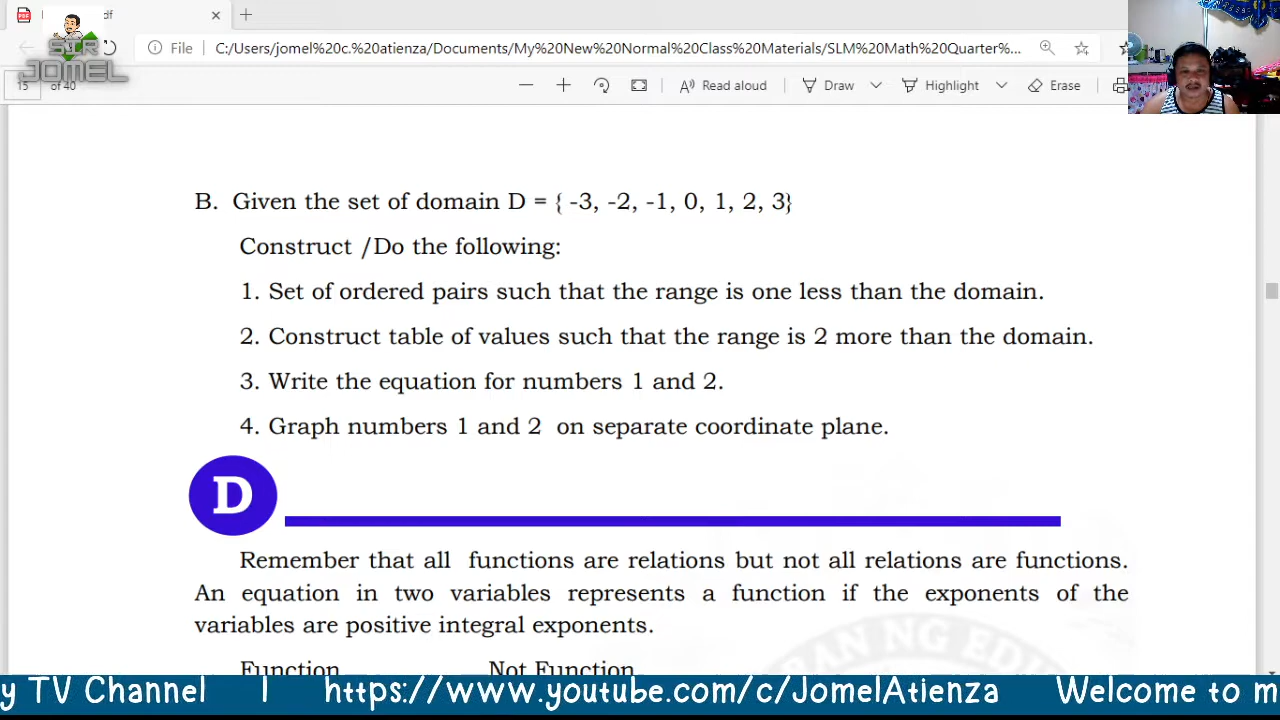 df
SIR
JOMEL
File
C:/Users/jomel%20c.%20atienza/Documents/My%20New%20Normal%20Class%20Materials/SLM%20Math%20Quarter%...
15 of 40
Read aloud
Draw
Highlight
Erase
B. Given the set of domain D = { -3, -2, -1, 0, 1, 2, 3}
Construct /Do the following:
1. Set of ordered pairs such that the range is one less than the domain.
2. Construct table of values such that the range is 2 more than the domain.
3. Write the equation for numbers 1 and 2.
4. Graph numbers 1 and 2 on separate coordinate plane.
D
Remember that all functions are relations but not all relations are functions.
An equation in two variables represents a function if the exponents of the
variables are positive integral exponents.
Function Not Function
y TV Channel I https://www.youtube.com/c/JomelAtienza Welcome to m